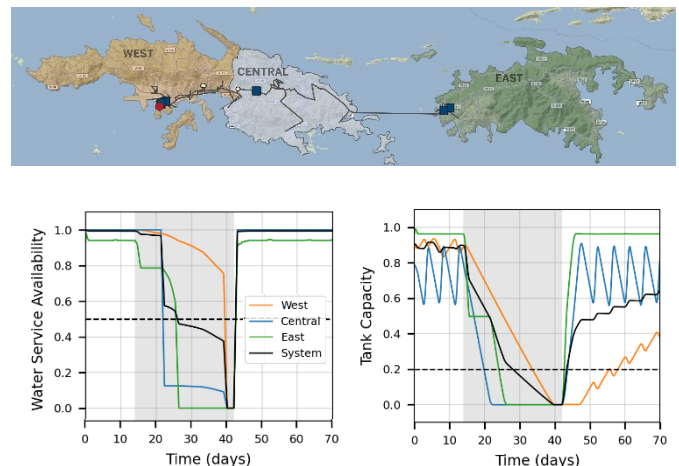 WEST
CENTRAL
EAST
Water Service Availability
1.0
0.8
0.6
0.4
0.2
0.0
West
Central
East
System
0 10 20 30 40 50 60 70
Time (days)
Tank Capacity
1.0
0.8
0.6
0.4
0.2
0.0
0 10 20 30 40 50 60 70
Time (days)